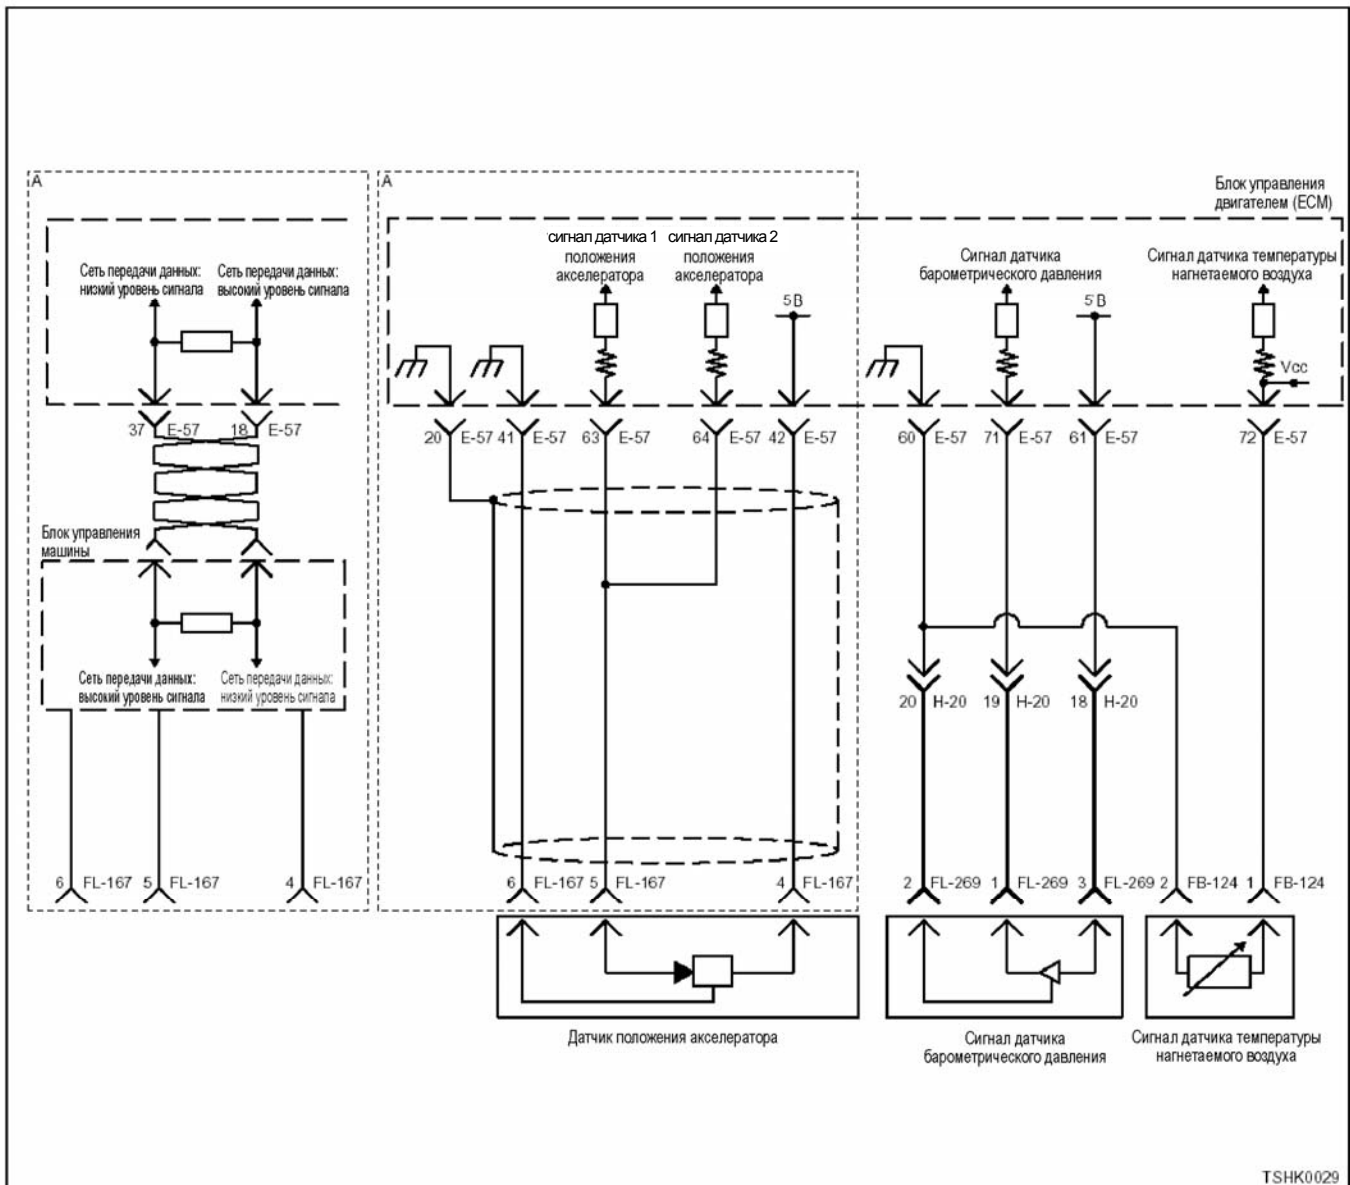 A
A
Блок управления
двигателем (ECM)
Сеть передачи данных:
низкий уровень сигнала
Сеть передачи данных:
высокий уровень сигнала
сигнал датчика 1
положения
акселератора
сигнал датчика 2
положения
акселератора
5В
Сигнал датчика
барометрического давления
5В
Сигнал датчика температуры
нагнетаемого воздуха
Vcc
37 E-57
18 E-57
20 E-57
41 E-57
63 E-57
64 E-57
42 E-57
60 E-57
71 E-57
61 E-57
72 E-57
Блок управления
машины
Сеть передачи данных:
высокий уровень сигнала
Сеть передачи данных:
низкий уровень сигнала
20 H-20
19 H-20
18 H-20
6 FL-167
5 FL-167
4 FL-167
6 FL-167
5 FL-167
4 FL-167
2 FL-269
1 FL-269
3 FL-269
2 FB-124
1 FB-124
Датчик положения акселератора
Сигнал датчика
барометрического давления
Сигнал датчика температуры
нагнетаемого воздуха
TSHK0029